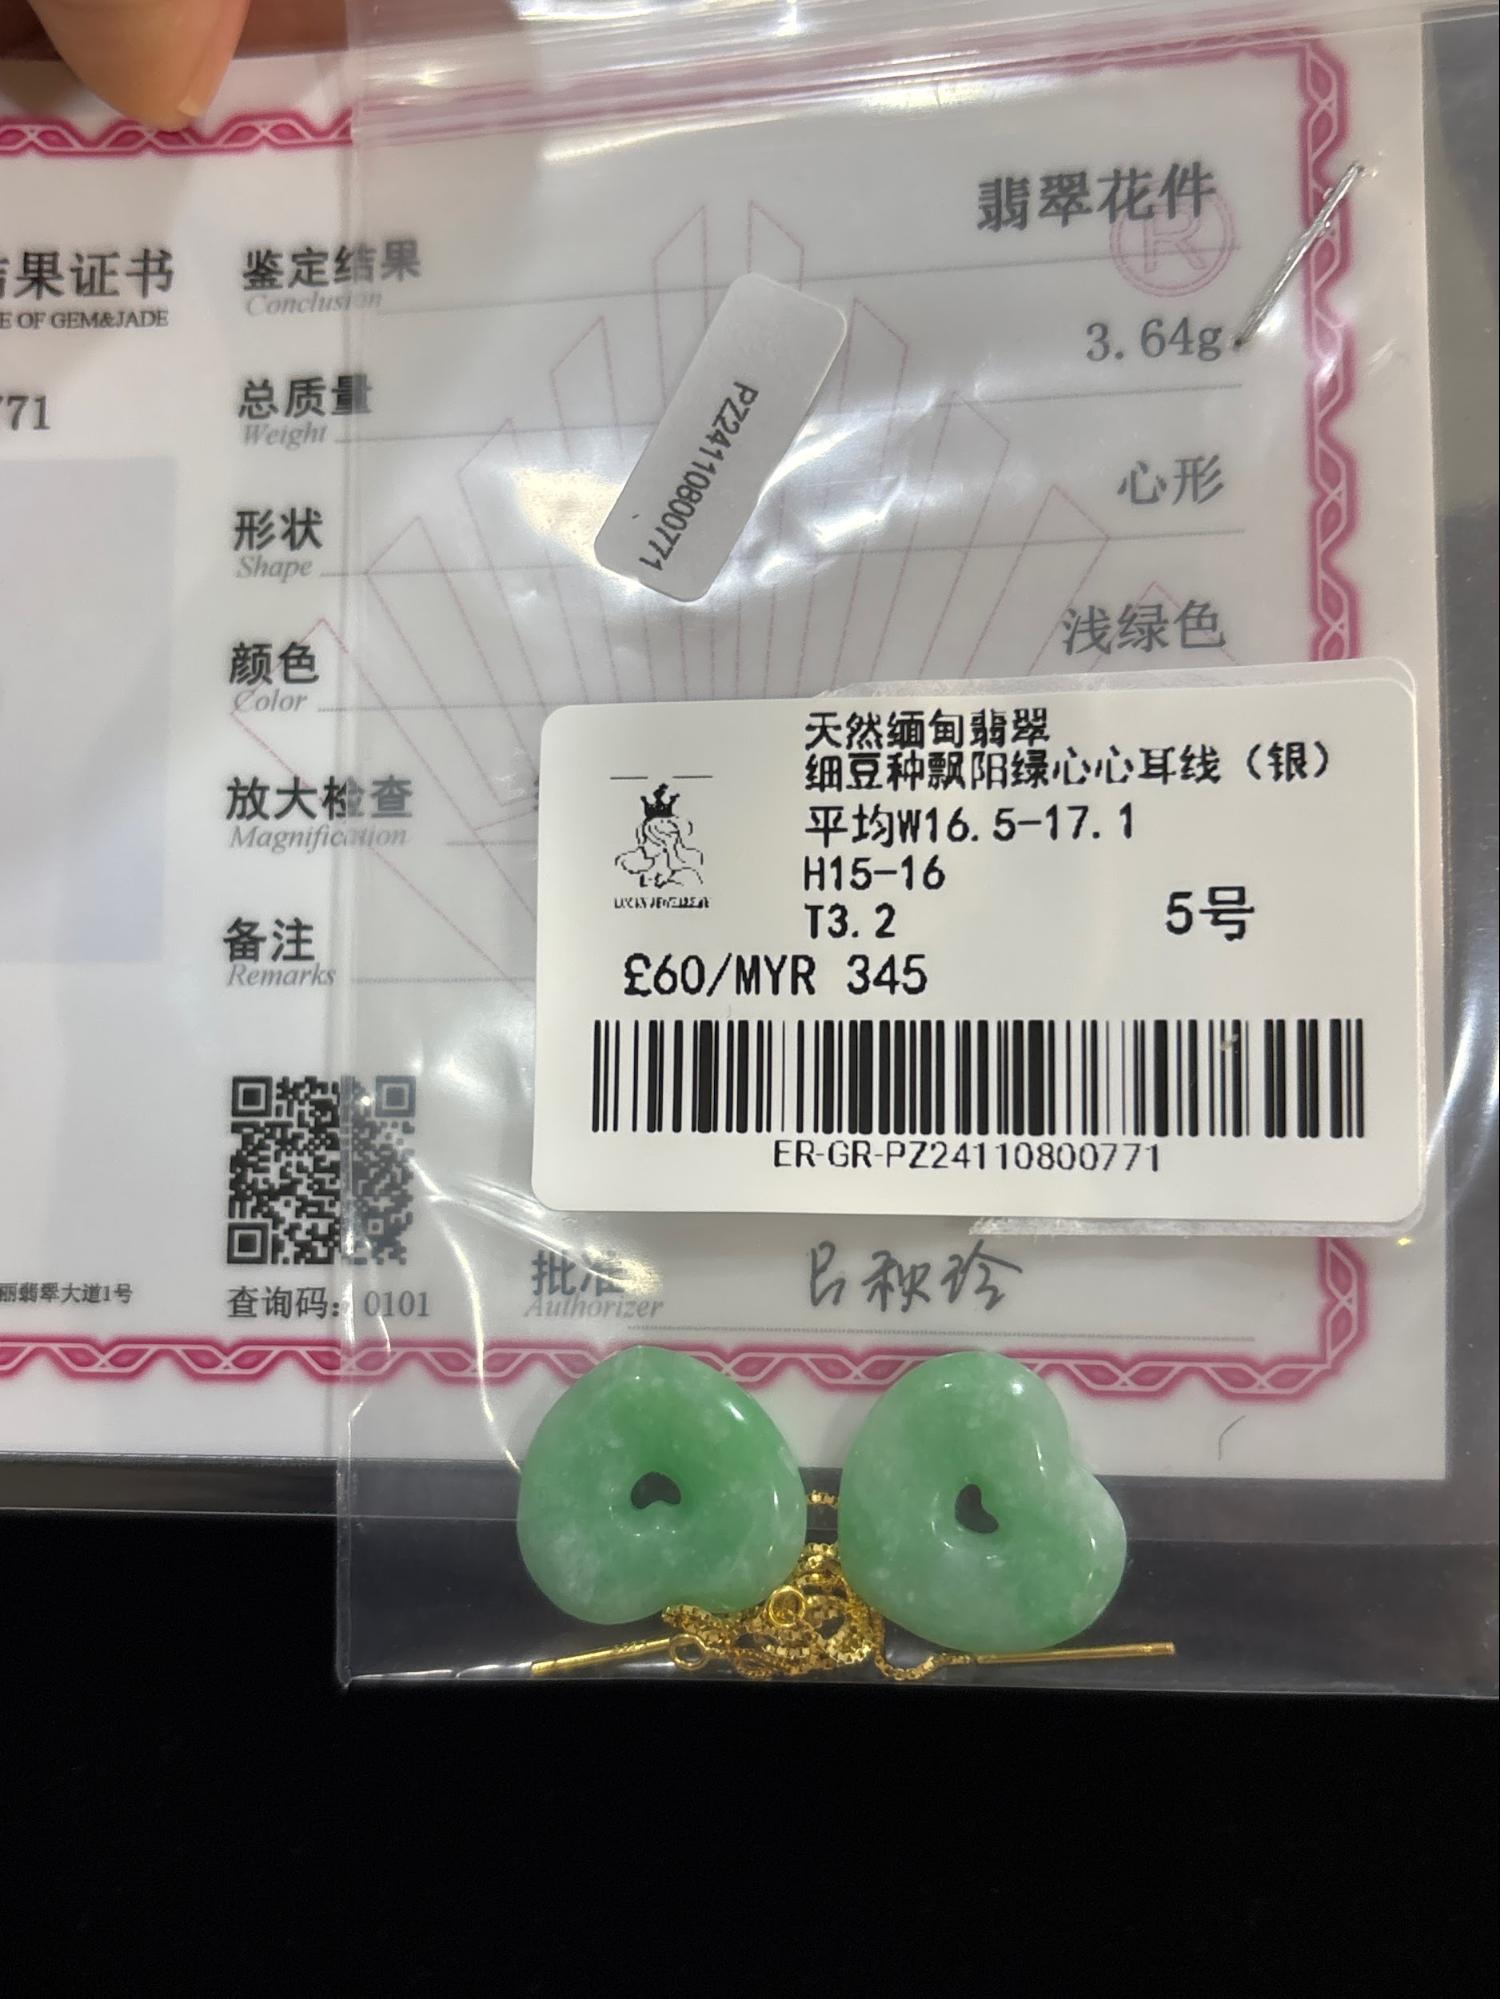 果证书
E OF GEM&JADE
771
鉴定结果
Conclusion
翡翠花件
R
总质量
Weight
3.64g
形状
Shape
心形
颜色
Color
浅绿色
放大检查
Magnification
备注
Remarks
PZ24110800771
天然缅甸翡翠
细豆种飘阳绿心心耳线（银）
平均W16.5-17.1
H15-16
T3.2
5号
£60/MYR 345
ER-GR-PZ24110800771
丽翡翠大道1号
查询码：0101
批准
Authorizer
吕秋玲